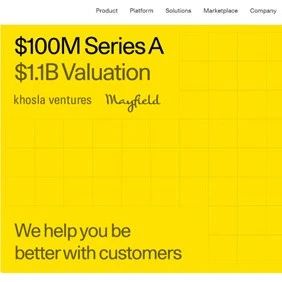 Product Platform Solutions Marketplace Company
$100M Series A
$1.1B Valuation
khosla ventures Mayfield
We help you be
better with customers